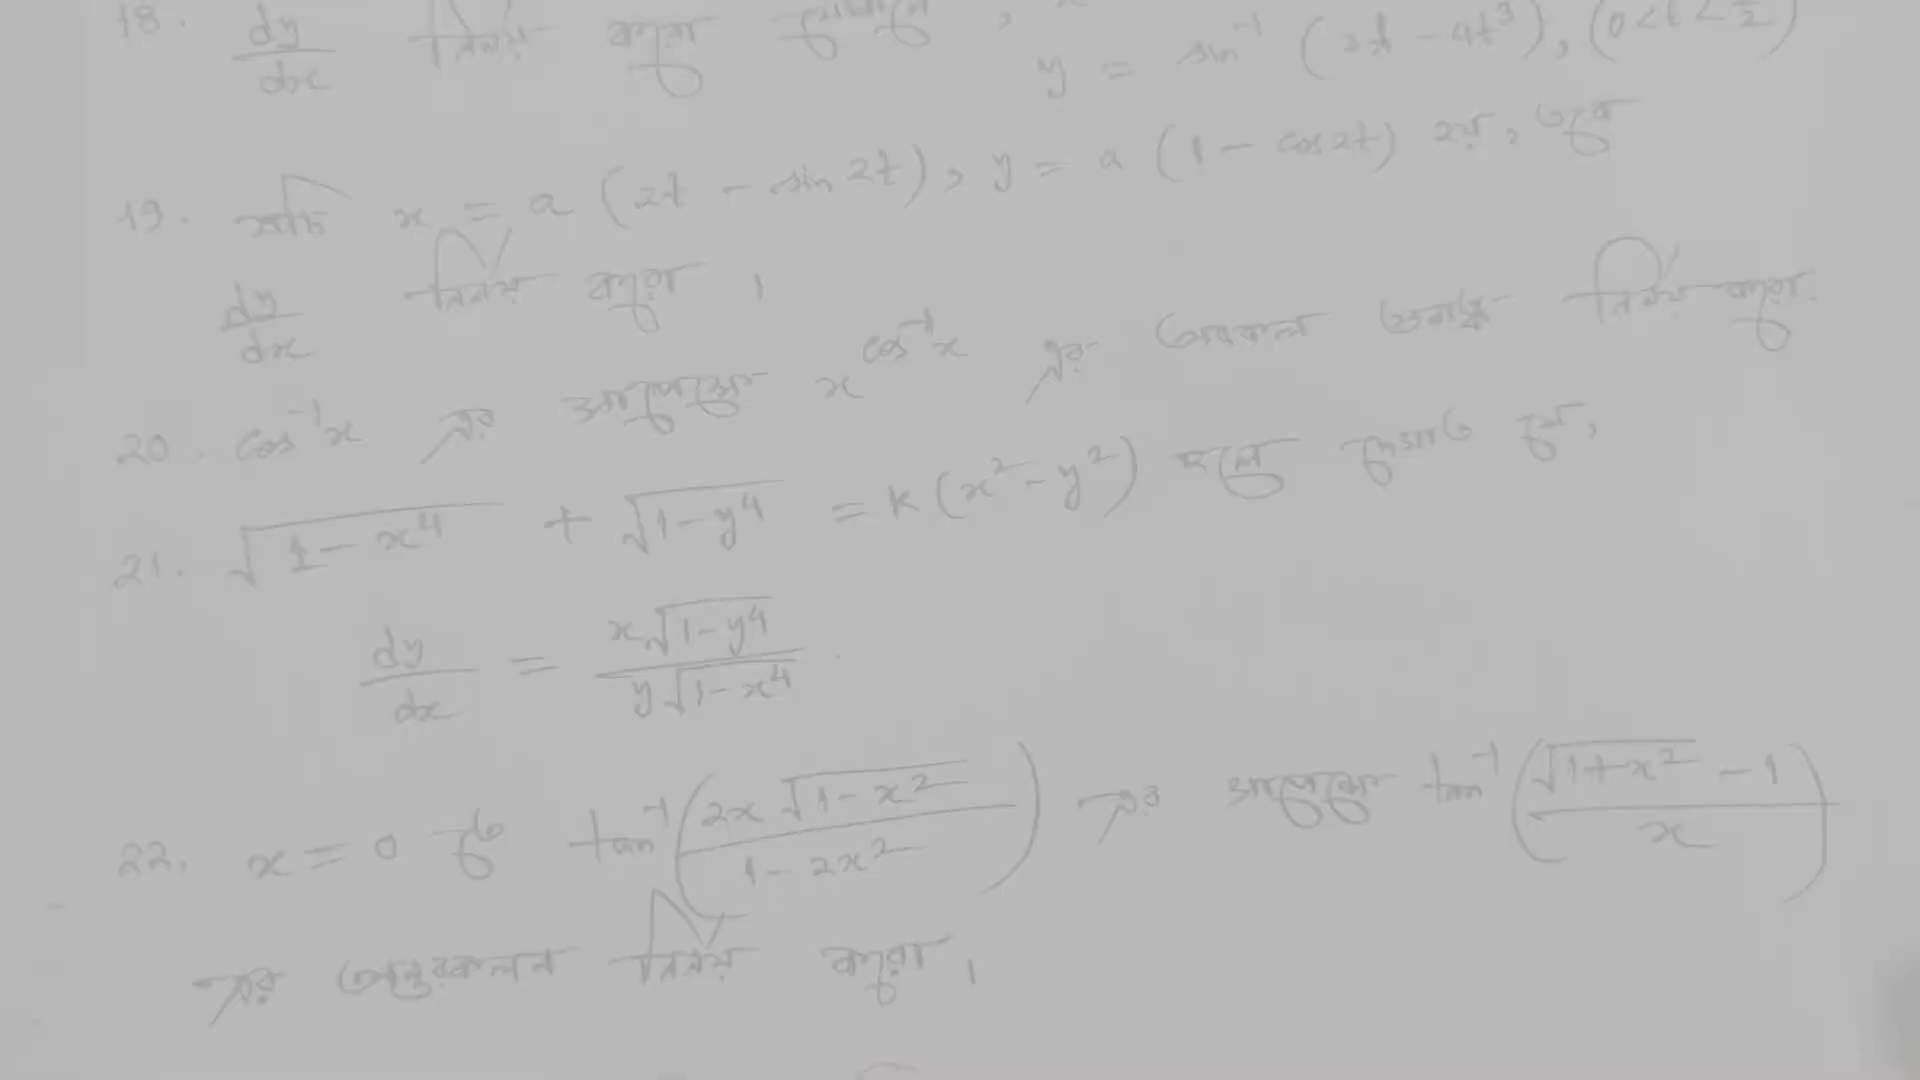 18. dy/dx নির্ণয় করো যেখানে,
y = sin⁻¹ (3t - 4t³), (0<t<½)
19. যদি x = a (2t - sin 2t), y = a (1 - cos 2t) হয়, তবে
dy/dx নির্ণয় করো।
20. cos⁻¹x এর সাপেক্ষে x^(cos⁻¹x) এর অবকল গুণাঙ্ক নির্ণয় করো।
21. √(1-x⁴) + √(1-y⁴) = k(x²-y²) হলে দেখাও যে,
dy/dx = x√(1-y⁴) / y√(1-x⁴).
22. x = 0 তে tan⁻¹(2x√(1-x²) / 1-2x²) এর সাপেক্ষে tan⁻¹(√(1+x²) - 1 / x)
এর অন্তরকলন নির্ণয় করো।